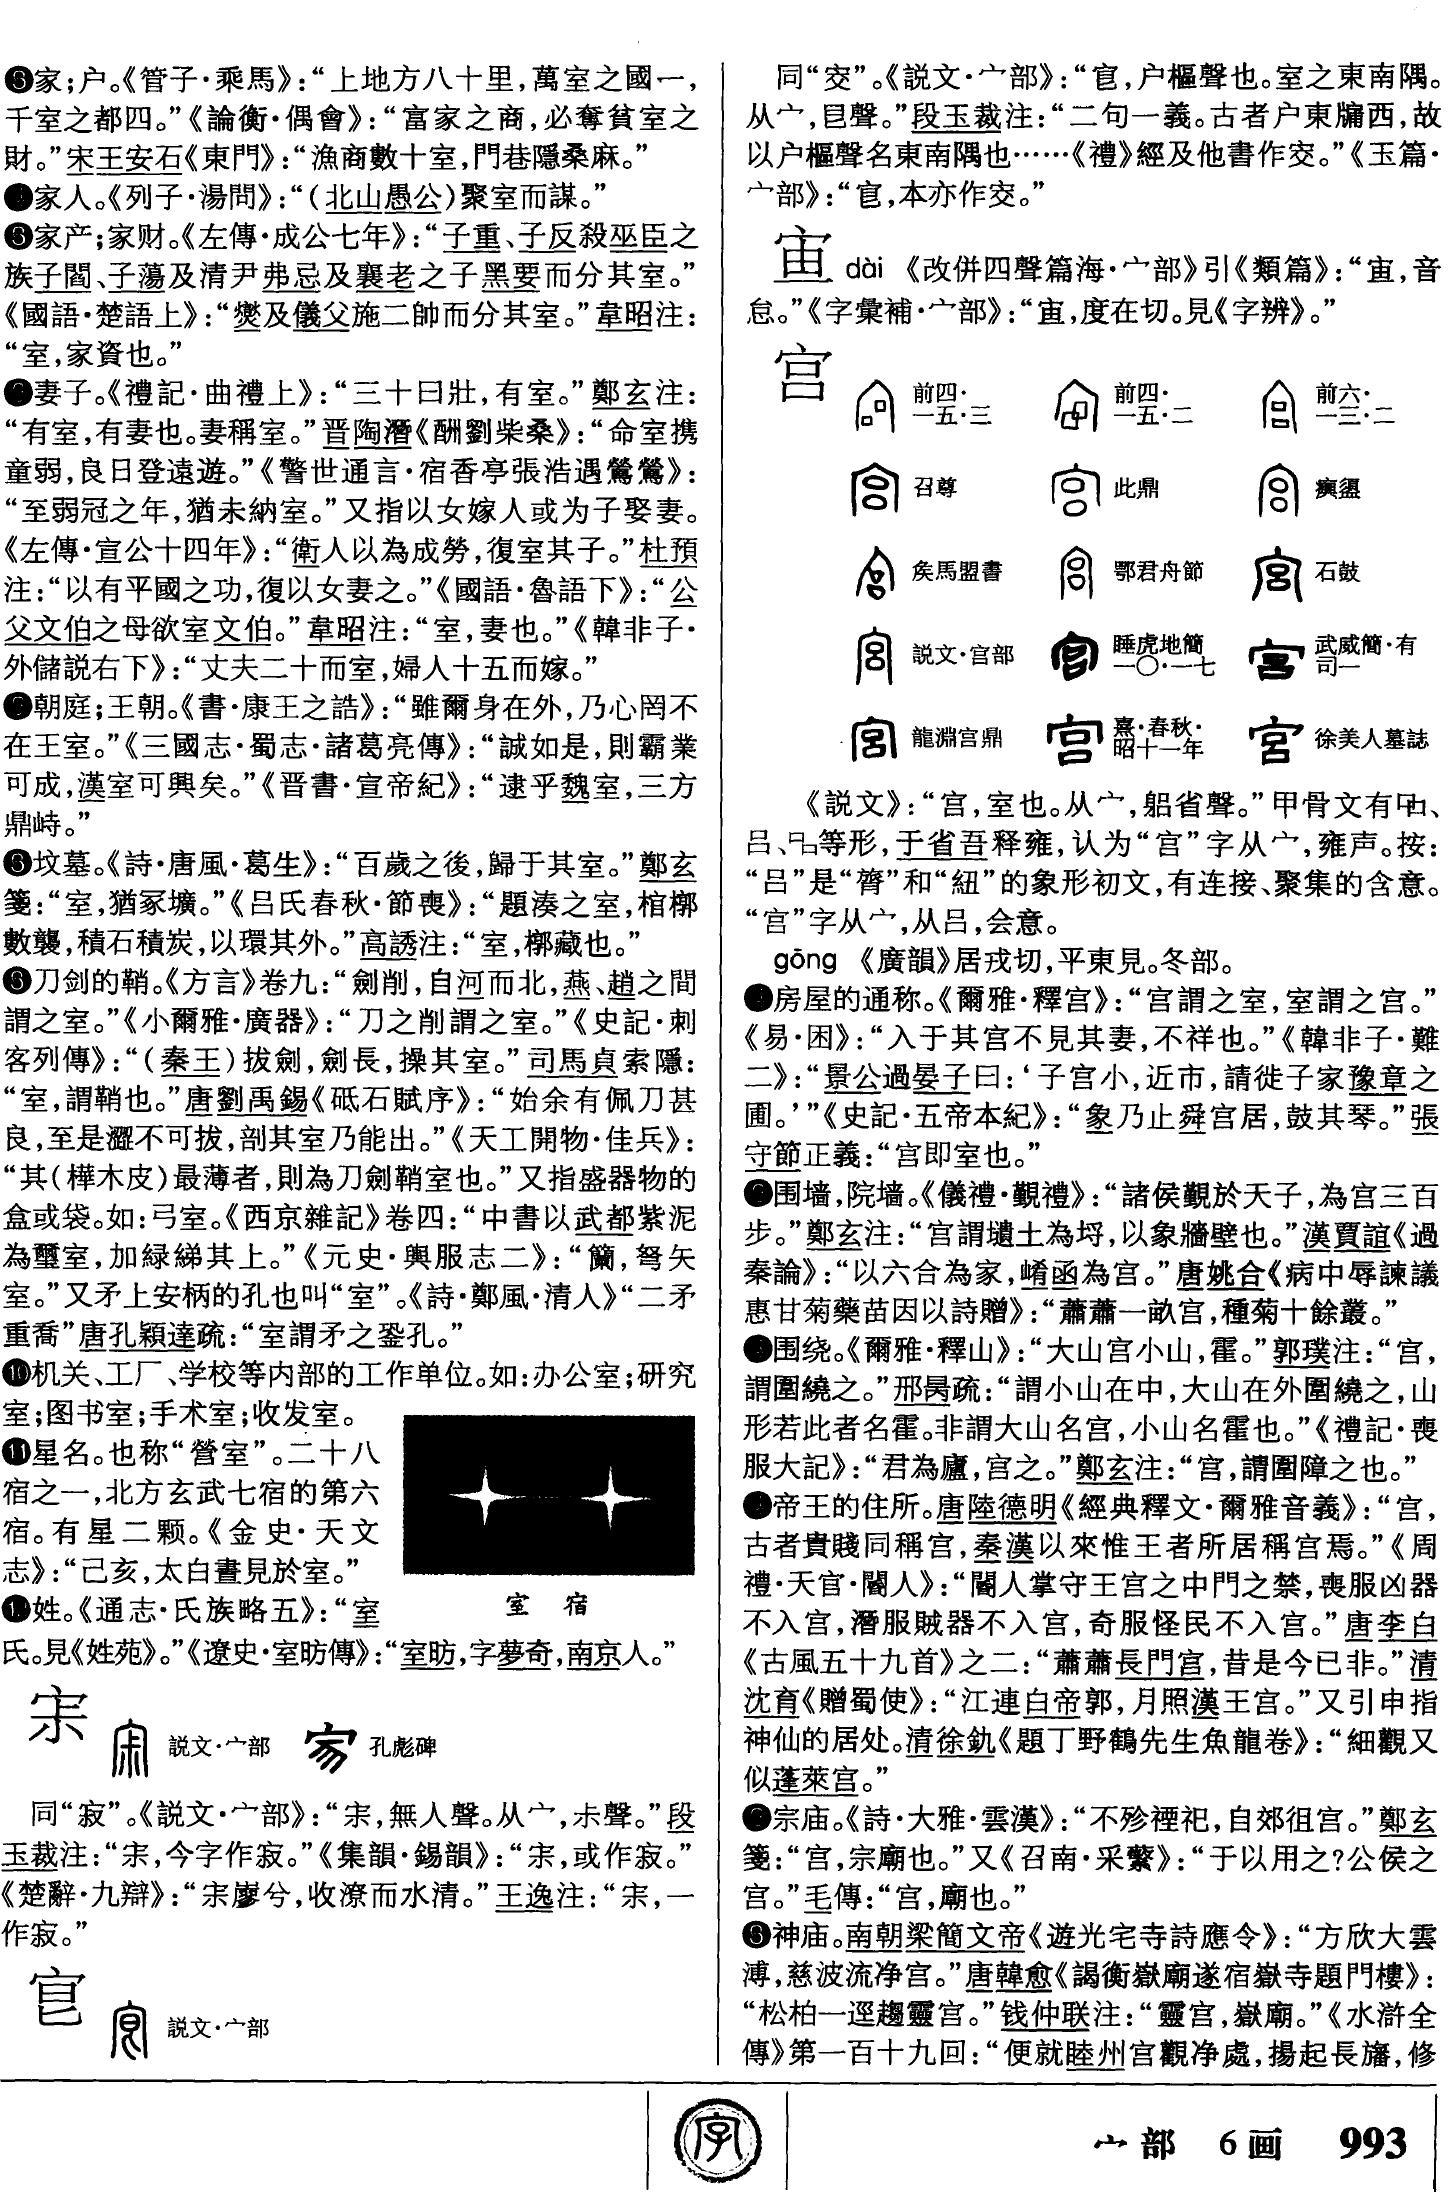 家;户。《管子·乘馬》:“上地方八十里,萬室之國一,
千室之都四。”《論衡·偶會》:“富家之商,必奪貧室之
財。”宋王安石《東門》:“漁商數十室,門巷隱桑麻。”
家人。《列子·湯問》:“(北山愚公)聚室而謀。”
家产;家财。《左傳·成公七年》:“子重、子反殺巫臣之
族子閻、子蕩及清尹弗忌及襄老之子黑要而分其室。”
《國語·楚語上》:“燮及儀父施二帥而分其室。”韋昭注:
“室,家資也。”
妻子。《禮記·曲禮上》:“三十曰壯,有室。”鄭玄注:
“有室,有妻也。妻稱室。”晋陶潛《酬劉柴桑》:“命室携
童弱,良日登遠遊。”《警世通言·宿香亭張浩遇鶯鶯》:
“至弱冠之年,猶未納室。”又指以女嫁人或为子娶妻。
《左傳·宣公十四年》:“衛人以為成勞,復室其子。”杜預
注:“以有平國之功,復以女妻之。”《國語·魯語下》:“公
父文伯之母欲室文伯。”韋昭注:“室,妻也。”《韓非子·
外儲説右下》:“丈夫二十而室,婦人十五而嫁。”
朝庭;王朝。《書·康王之誥》:“雖爾身在外,乃心罔不
在王室。”《三國志·蜀志·諸葛亮傳》:“誠如是,則霸業
可成,漢室可興矣。”《晋書·宣帝紀》:“逮乎魏室,三方
鼎峙。”
坟墓。《詩·唐風·葛生》:“百歲之後,歸于其室。”鄭玄
箋:“室,猶冢壙。”《吕氏春秋·節喪》:“題湊之室,棺槨
數襲,積石積炭,以環其外。”高誘注:“室,槨藏也。”
刀剑的鞘。《方言》卷九:“劍削,自河而北,燕、趙之間
謂之室。”《小爾雅·廣器》:“刀之削謂之室。”《史記·刺
客列傳》:“(秦王)拔劍,劍長,操其室。”司馬貞索隱:
“室,謂鞘也。”唐劉禹錫《砥石賦序》:“始余有佩刀甚
良,至是澀不可拔,剖其室乃能出。”《天工開物·佳兵》:
“其(樺木皮)最薄者,則為刀劍鞘室也。”又指盛器物的
盒或袋。如:弓室。《西京雜記》卷四:“中書以武都紫泥
為璽室,加緑綈其上。”《元史·輿服志二》:“籣,弩矢
室。”又矛上安柄的孔也叫“室”。《詩·鄭風·清人》“二矛
重喬”唐孔穎達疏:“室謂矛之銎孔。”
⑩机关、工厂、学校等内部的工作单位。如:办公室;研究
室;图书室;手术室;收发室。
⑪星名。也称“營室”。二十八
宿之一,北方玄武七宿的第六
宿。有星二颗。《金史·天文
志》:“己亥,太白晝見於室。”
室 宿
姓。《通志·氏族略五》:“室
氏。見《姓苑》。”《遼史·室昉傳》:“室昉,字夢奇,南京人。”
宋 説文·宀部 孔彪碑
同“寂”。《説文·宀部》:“宋,無人聲。从宀,尗聲。”段
玉裁注:“宋,今字作寂。”《集韻·錫韻》:“宋,或作寂。”
《楚辭·九辯》:“宋廖兮,收潦而水清。”王逸注:“宋,一
作寂。”
㝖 説文·宀部
同“㝔”。《説文·宀部》:“㝖,户樞聲也。室之東南隅。
从宀,㠯聲。”段玉裁注:“二句一義。古者户東牖西,故
以户樞聲名東南隅也……《禮》經及他書作㝔。”《玉篇·
宀部》:“㝖,本亦作㝔。”
宙 dài 《改併四聲篇海·宀部》引《類篇》:“宙,音
怠。”《字彙補·宀部》:“宙,度在切。見《字辨》。”
宫 前四·一五·三 前四·一五·二 前六·一三·二
召尊 此鼎 𤼈盨
矦馬盟書 鄂君舟節 石鼓
説文·宫部 睡虎地簡一〇·一七 武威簡·有司一
龍淵宫鼎 熹·春秋·昭十一年 徐美人墓誌
《説文》:“宫,室也。从宀,躳省聲。”甲骨文有、
吕、等形,于省吾释雍,认为“宫”字从宀,雍声。按:
“吕”是“膂”和“紐”的象形初文,有连接、聚集的含意。
“宫”字从宀,从吕,会意。
gōng 《廣韻》居戎切,平東見。冬部。
房屋的通称。《爾雅·釋宫》:“宫謂之室,室謂之宫。”
《易·困》:“入于其宫不見其妻,不祥也。”《韓非子·難
二》:“景公過晏子曰:‘子宫小,近市,請徙子家豫章之
圃。’”《史記·五帝本紀》:“象乃止舜宫居,鼓其琴。”張
守節正義:“宫即室也。”
围墙,院墙。《儀禮·覲禮》:“諸侯覲於天子,為宫三百
步。”鄭玄注:“宫謂壝土為埒,以象牆壁也。”漢賈誼《過
秦論》:“以六合為家,崤函為宫。”唐姚合《病中辱諫議
惠甘菊藥苗因以詩贈》:“蕭蕭一畝宫,種菊十餘叢。”
围绕。《爾雅·釋山》:“大山宫小山,霍。”郭璞注:“宫,
謂圍繞之。”邢昺疏:“謂小山在中,大山在外圍繞之,山
形若此者名霍。非謂大山名宫,小山名霍也。”《禮記·喪
服大記》:“君為廬,宫之。”鄭玄注:“宫,謂圍障之也。”
帝王的住所。唐陸德明《經典釋文·爾雅音義》:“宫,
古者貴賤同稱宫,秦漢以來惟王者所居稱宫焉。”《周
禮·天官·閽人》:“閽人掌守王宫之中門之禁,喪服凶器
不入宫,潛服賊器不入宫,奇服怪民不入宫。”唐李白
《古風五十九首》之二:“蕭蕭長門宫,昔是今已非。”清
沈育《贈蜀使》:“江連白帝郭,月照漢王宫。”又引申指
神仙的居处。清徐釚《題丁野鶴先生魚龍卷》:“細觀又
似蓬萊宫。”
宗庙。《詩·大雅·雲漢》:“不殄禋祀,自郊徂宫。”鄭玄
箋:“宫,宗廟也。”又《召南·采蘩》:“于以用之?公侯之
宫。”毛傳:“宫,廟也。”
神庙。南朝梁簡文帝《遊光宅寺詩應令》:“方欣大雲
溥,慈波流净宫。”唐韓愈《謁衡嶽廟遂宿嶽寺題門樓》:
“松柏一逕趨靈宫。”钱仲联注:“靈宫,嶽廟。”《水滸全
傳》第一百十九回:“便就睦州宫觀净處,揚起長旛,修
字
宀部 6画 993